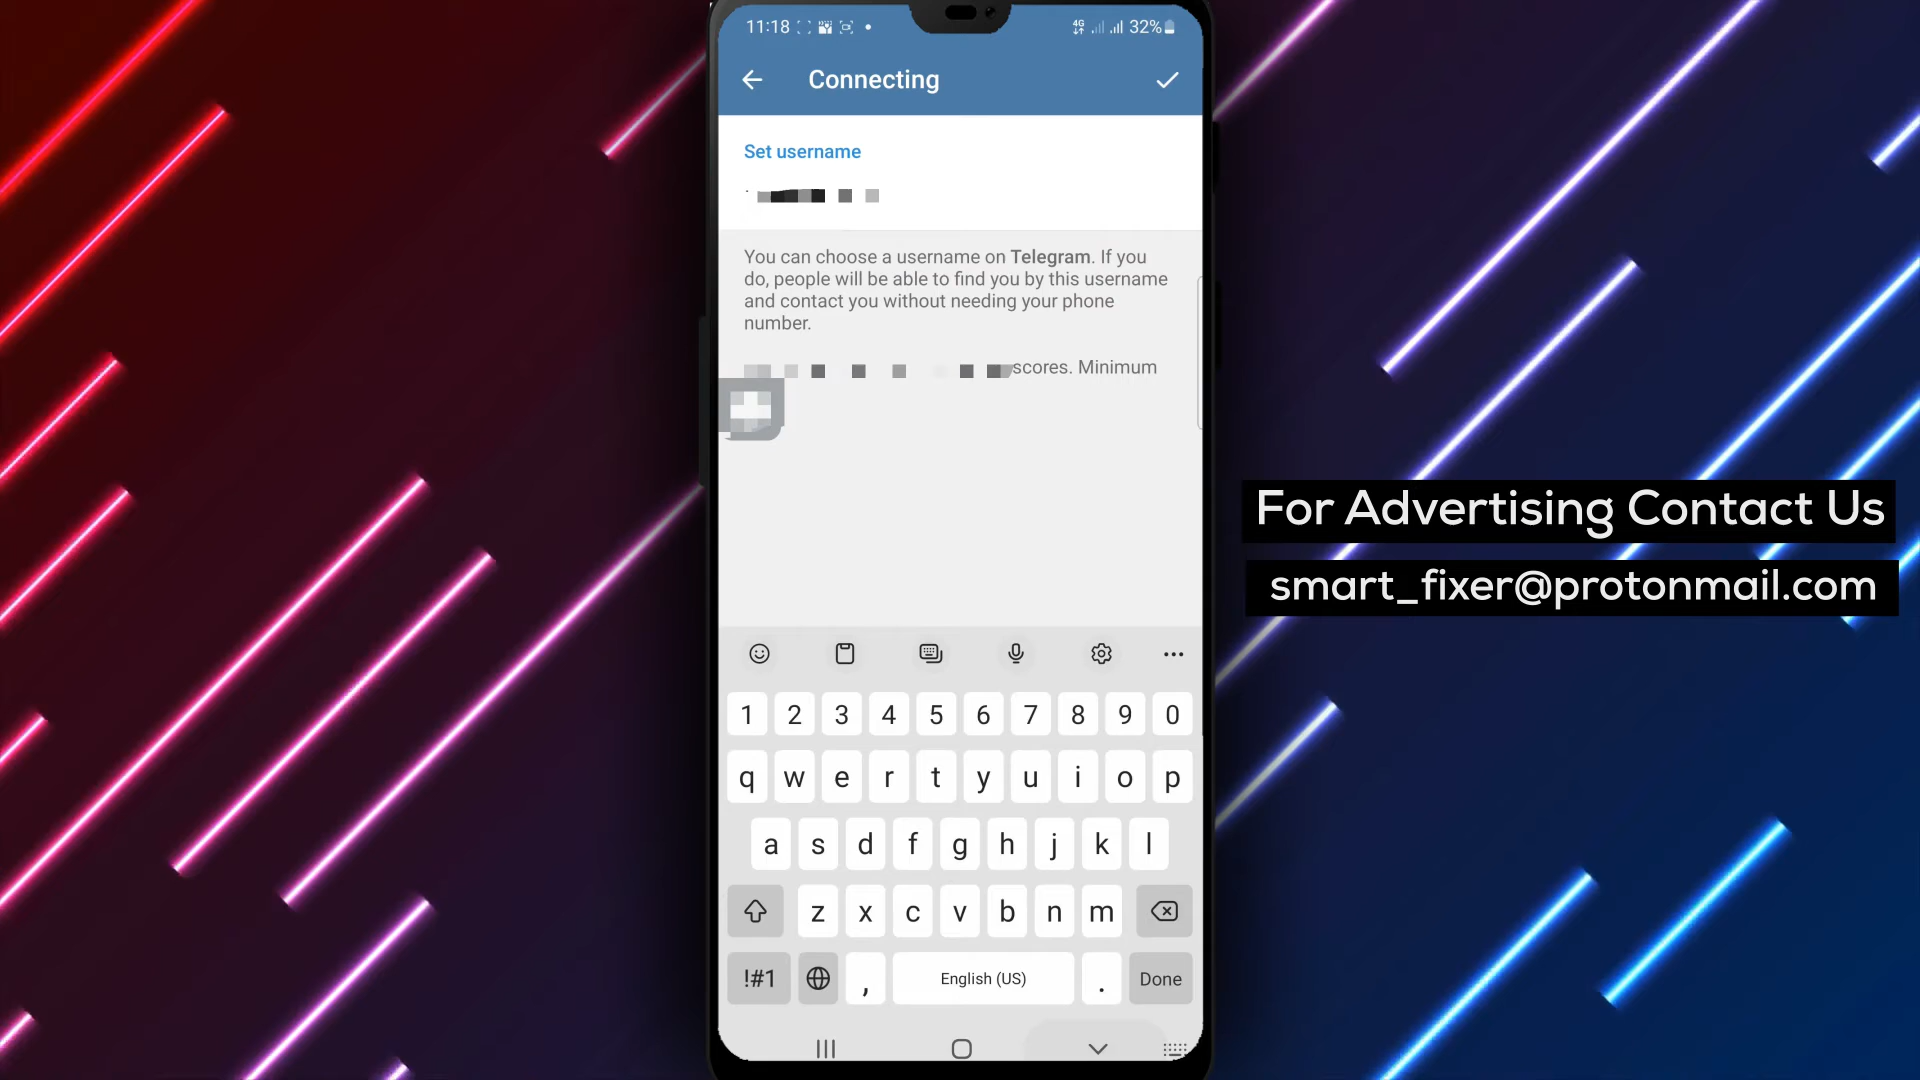 11:18
4G 32%
Connecting
Set username
You can choose a username on Telegram. If you
do, people will be able to find you by this username
and contact you without needing your phone
number.
scores. Minimum
For Advertising Contact Us
smart_fixer@protonmail.com
1 2 3 4 5 6 7 8 9 0
q w e r t y u i o p
a s d f g h j k l
z x c v b n m
!#1 , English (US) . Done